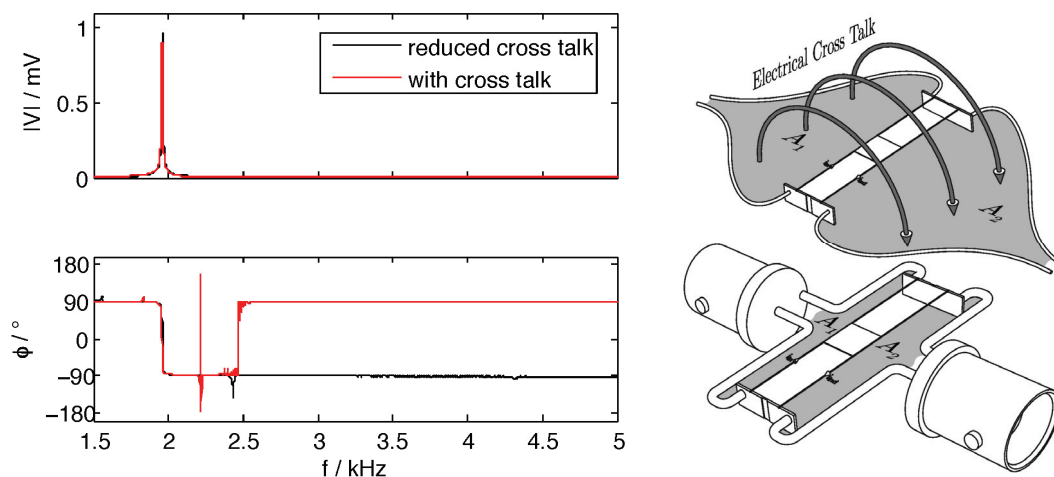 |V| / mV
1
0.5
0
reduced cross talk
with cross talk
ϕ / °
180
90
0
−90
−180
1.5
2
2.5
3
3.5
4
4.5
5
f / kHz
Electrical Cross Talk
A₁
A₂
A₁
A₂